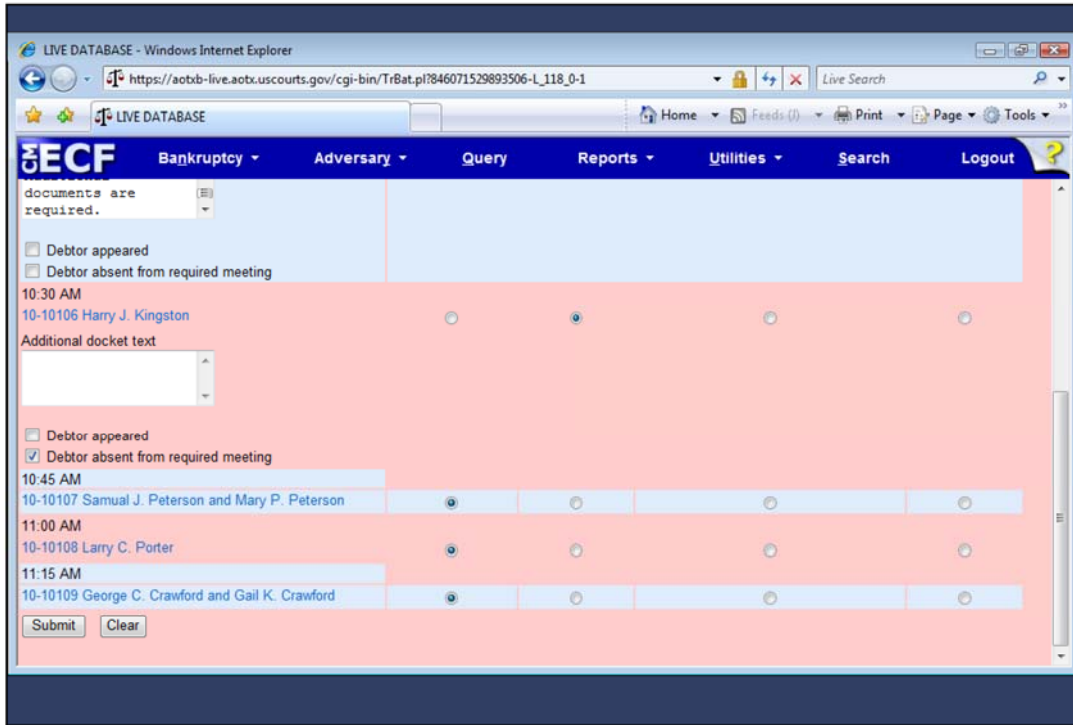 LIVE DATABASE - Windows Internet Explorer
https://aotxb-live.aotx.uscourts.gov/cgi-bin/TrBat.pl?846071529893506-L_118_0-1
Live Search
LIVE DATABASE
Home Feeds (J) Print Page Tools »
CM ECF Bankruptcy Adversary Query Reports Utilities Search Logout ?
documents are
required.
Debtor appeared
Debtor absent from required meeting
10:30 AM
10-10106 Harry J. Kingston
Additional docket text
Debtor appeared
Debtor absent from required meeting
10:45 AM
10-10107 Samual J. Peterson and Mary P. Peterson
11:00 AM
10-10108 Larry C. Porter
11:15 AM
10-10109 George C. Crawford and Gail K. Crawford
Submit Clear